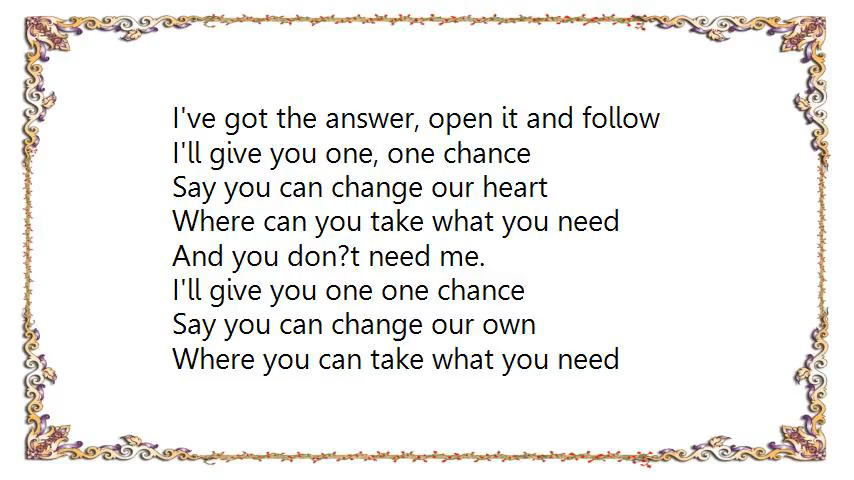 I've got the answer, open it and follow
I'll give you one, one chance
Say you can change our heart
Where can you take what you need
And you don?t need me.
I'll give you one one chance
Say you can change our own
Where you can take what you need